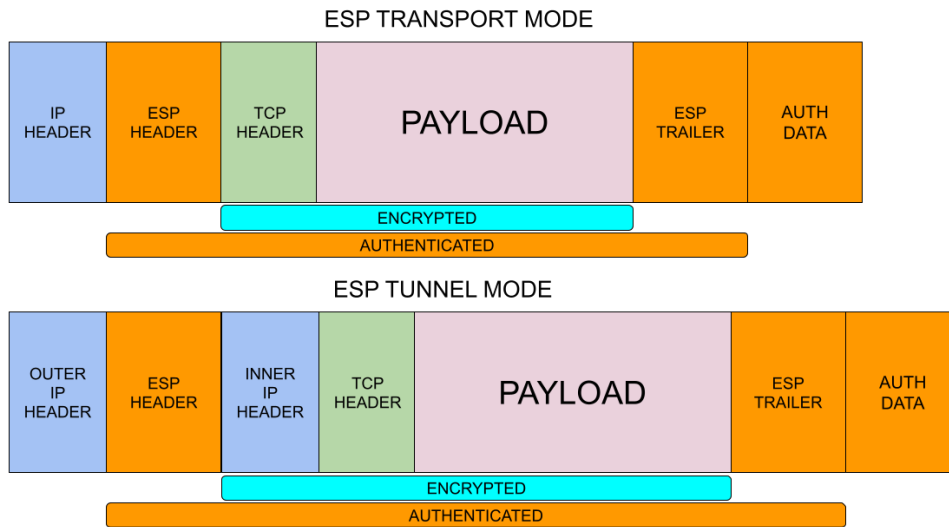 ESP TRANSPORT MODE
IP
HEADER
ESP
HEADER
TCP
HEADER
PAYLOAD
ESP
TRAILER
AUTH
DATA
ENCRYPTED
AUTHENTICATED
ESP TUNNEL MODE
OUTER
IP
HEADER
ESP
HEADER
INNER
IP
HEADER
TCP
HEADER
PAYLOAD
ESP
TRAILER
AUTH
DATA
ENCRYPTED
AUTHENTICATED